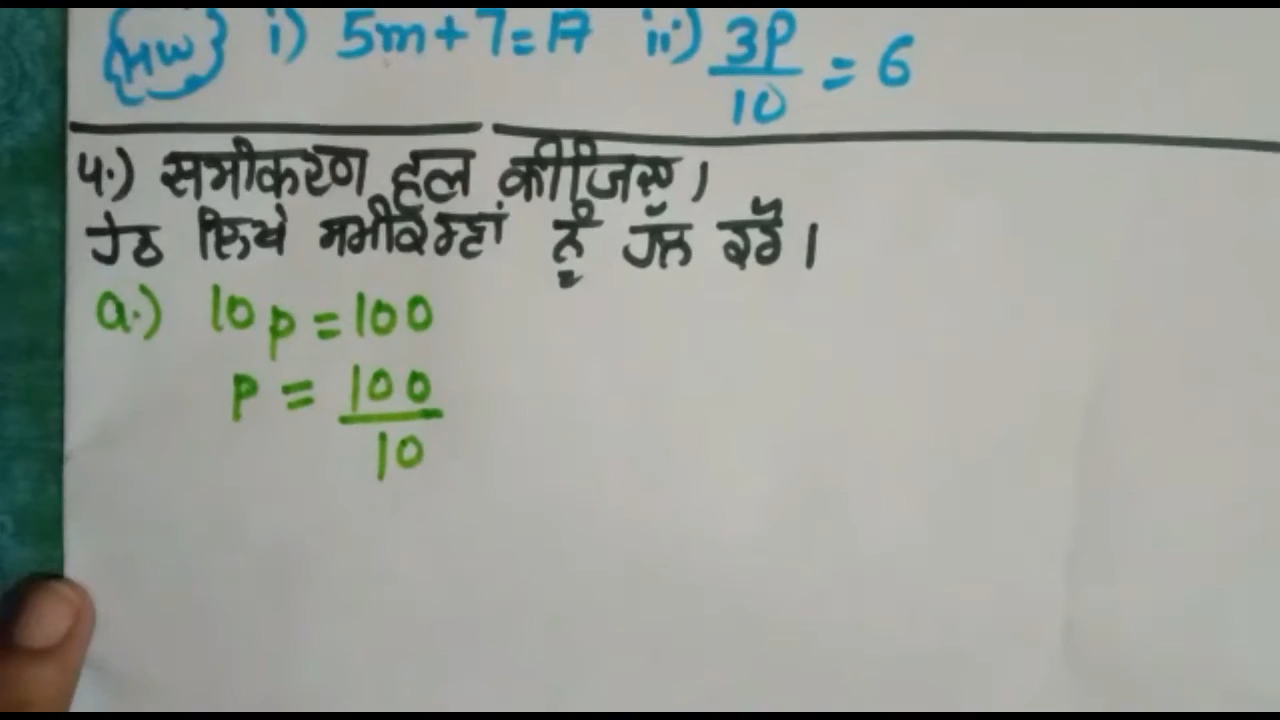 {HW} i) 5m+7=17 ii.) 3P/10 = 6
4.) समीकरण हल कीजिए।
ਹੇਠ ਲਿਖੇ ਸਮੀਕਰਣਾਂ ਨੂੰ ਹੱਲ ਕਰੋ।
a.) 10p=100
P = 100/10